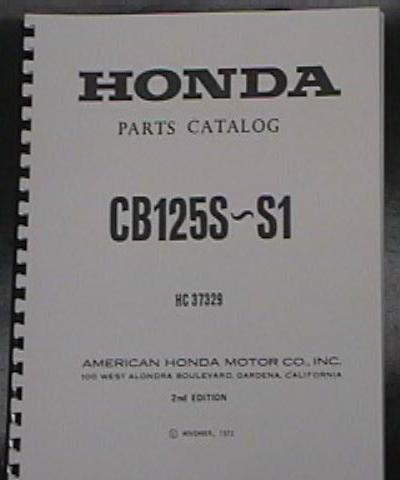 HONDA
PARTS CATALOG
CB125S~S1
HC 37329
AMERICAN HONDA MOTOR CO., INC.
100 WEST ALONDRA BOULEVARD, GARDENA, CALIFORNIA
2nd EDITION
© NOVEMBER,